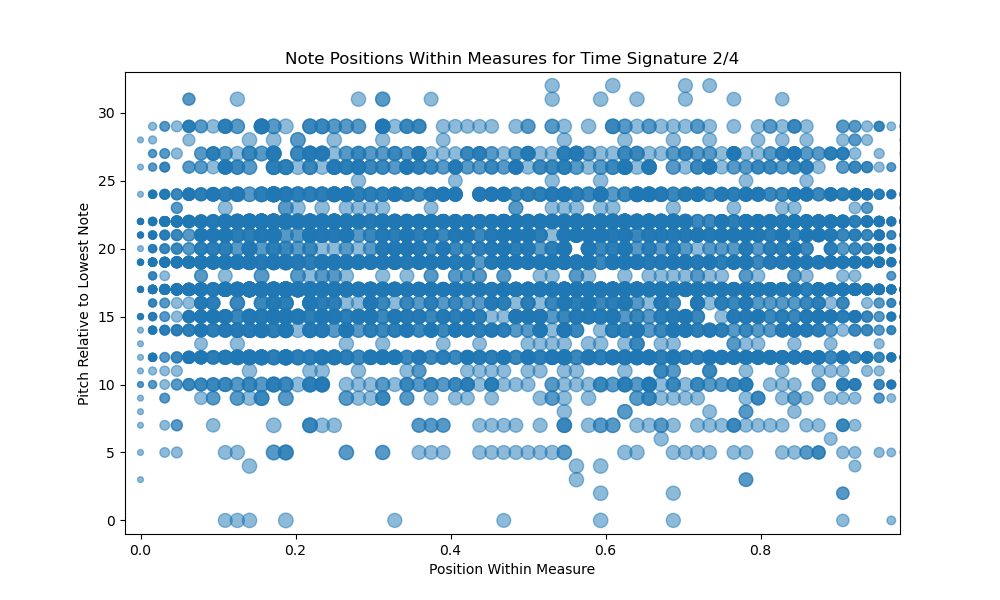 Note Positions Within Measures for Time Signature 2/4
Pitch Relative to Lowest Note
30
25
20
15
10
5
0
0.0 0.2 0.4 0.6 0.8
Position Within Measure